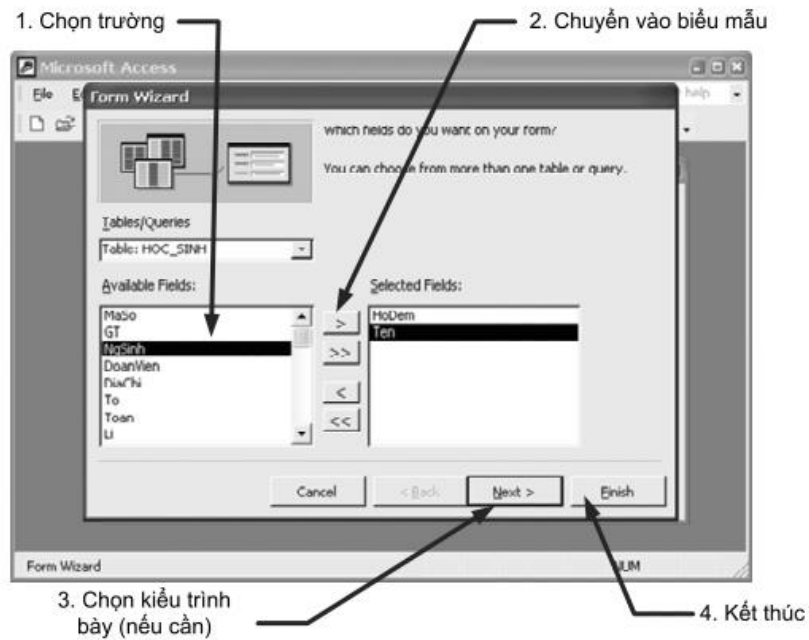 1. Chọn trường
2. Chuyển vào biểu mẫu
Microsoft Access
File
help
Form Wizard
Which fields do you want on your form?
You can choose from more than one table or query.
Tables/Queries
Table: HOC_SINH
Available Fields:
Selected Fields:
MaSo
GT
NgSinh
DoanVien
DiaChi
To
Toan
Li
>
>>
<
<<
HoDem
Ten
Cancel
< Back
Next >
Finish
Form Wizard
NUM
3. Chọn kiểu trình
bày (nếu cần)
4. Kết thúc